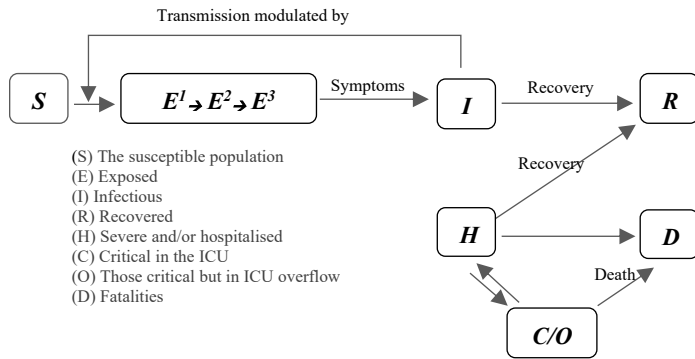 Transmission modulated by
S
E¹ → E² → E³
Symptoms
I
Recovery
R
(S) The susceptible population
(E) Exposed
(I) Infectious
(R) Recovered
(H) Severe and/or hospitalised
(C) Critical in the ICU
(O) Those critical but in ICU overflow
(D) Fatalities
Recovery
H
D
Death
C/O